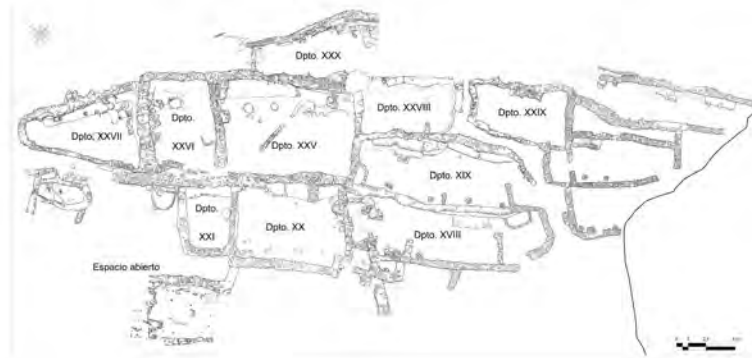 Dpto. XXX
Dpto. XXVII
Dpto.
XXVI
Dpto. XXV
Dpto. XXVIII
Dpto. XXIX
Dpto. XIX
Dpto.
XXI
Dpto. XX
Dpto. XVIII
Espacio abierto